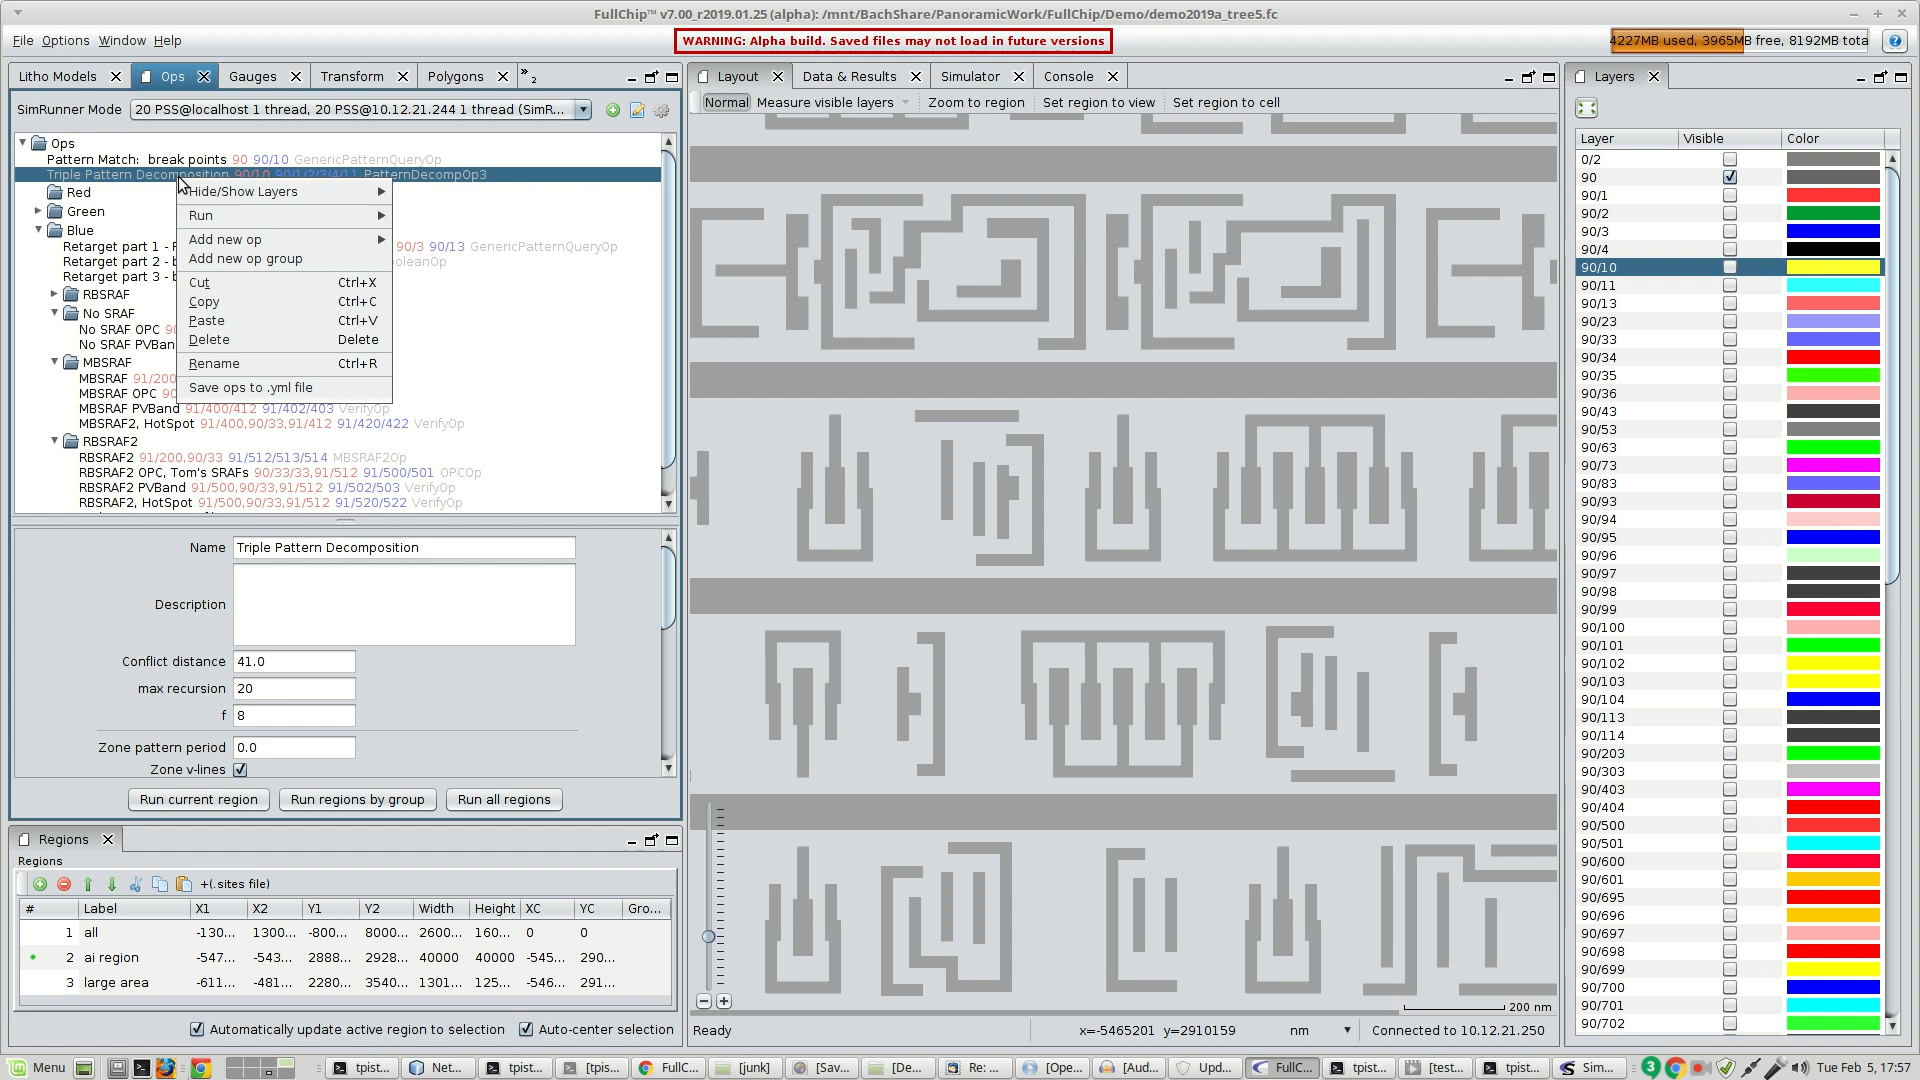 FullChip™ v7.00_r2019.01.25 (alpha): /mnt/BachShare/PanoramicWork/FullChip/Demo/demo2019a_tree5.fc
File Options Window Help
WARNING: Alpha build. Saved files may not load in future versions
4227MB used, 3965MB free, 8192MB tota
Litho Models Ops Gauges Transform Polygons »2
Layout Data & Results Simulator Console
Layers
SimRunner Mode 20 PSS@localhost 1 thread, 20 PSS@10.12.21.244 1 thread (SimR...
Normal Measure visible layers Zoom to region Set region to view Set region to cell
Ops
Pattern Match: break points 90 90/10 GenericPatternQueryOp
Triple Pattern Decomposition 90/10 90/1/2/3/4/11 PatternDecompOp3
Red
Green
Blue
Retarget part 1 - 90/3 90/13 GenericPatternQueryOp
Retarget part 2 - ooleanOp
Retarget part 3 -
RBSRAF
No SRAF
No SRAF OPC
No SRAF PVBan
MBSRAF
MBSRAF 91/200
MBSRAF OPC
MBSRAF PVBand 91/400/412 91/402/403 VerifyOp
MBSRAF2, HotSpot 91/400,90/33,91/412 91/420/422 VerifyOp
RBSRAF2
RBSRAF2 91/200,90/33 91/512/513/514 MBSRAF2Op
RBSRAF2 OPC, Tom's SRAFs 90/33/33,91/512 91/500/501 OPCOp
RBSRAF2 PVBand 91/500,90/33,91/512 91/502/503 VerifyOp
RBSRAF2, HotSpot 91/500,90/33,91/512 91/520/522 VerifyOp
Hide/Show Layers
Run
Add new op
Add new op group
Cut Ctrl+X
Copy Ctrl+C
Paste Ctrl+V
Delete Delete
Rename Ctrl+R
Save ops to .yml file
Name Triple Pattern Decomposition
Description
Conflict distance 41.0
max recursion 20
f 8
Zone pattern period 0.0
Zone v-lines
Run current region Run regions by group Run all regions
Regions
Regions
+(.sites file)
# Label X1 X2 Y1 Y2 Width Height XC YC Gro...
1 all -130... 1300... -800... 8000... 2600... 160... 0 0
2 ai region -547... -543... 2888... 2928... 40000 40000 -545... 290...
3 large area -611... -481... 2280... 3540... 1301... 125... -546... 291...
Automatically update active region to selection Auto-center selection
200 nm
Ready x=-5465201 y=2910159 nm Connected to 10.12.21.250
Layer Visible Color
0/2
90
90/1
90/2
90/3
90/4
90/10
90/11
90/13
90/23
90/33
90/34
90/35
90/36
90/43
90/53
90/63
90/73
90/83
90/93
90/94
90/95
90/96
90/97
90/98
90/99
90/100
90/101
90/102
90/103
90/104
90/113
90/114
90/203
90/303
90/403
90/404
90/500
90/501
90/600
90/601
90/695
90/696
90/697
90/698
90/699
90/700
90/701
90/702
Menu tpist... Net... tpist... [tpis... FullC... [junk] [Sav... [De... Re: ... [Ope... [Aud... Upd... FullC... tpist... [test... tpist... Sim... 3 Tue Feb 5, 17:57